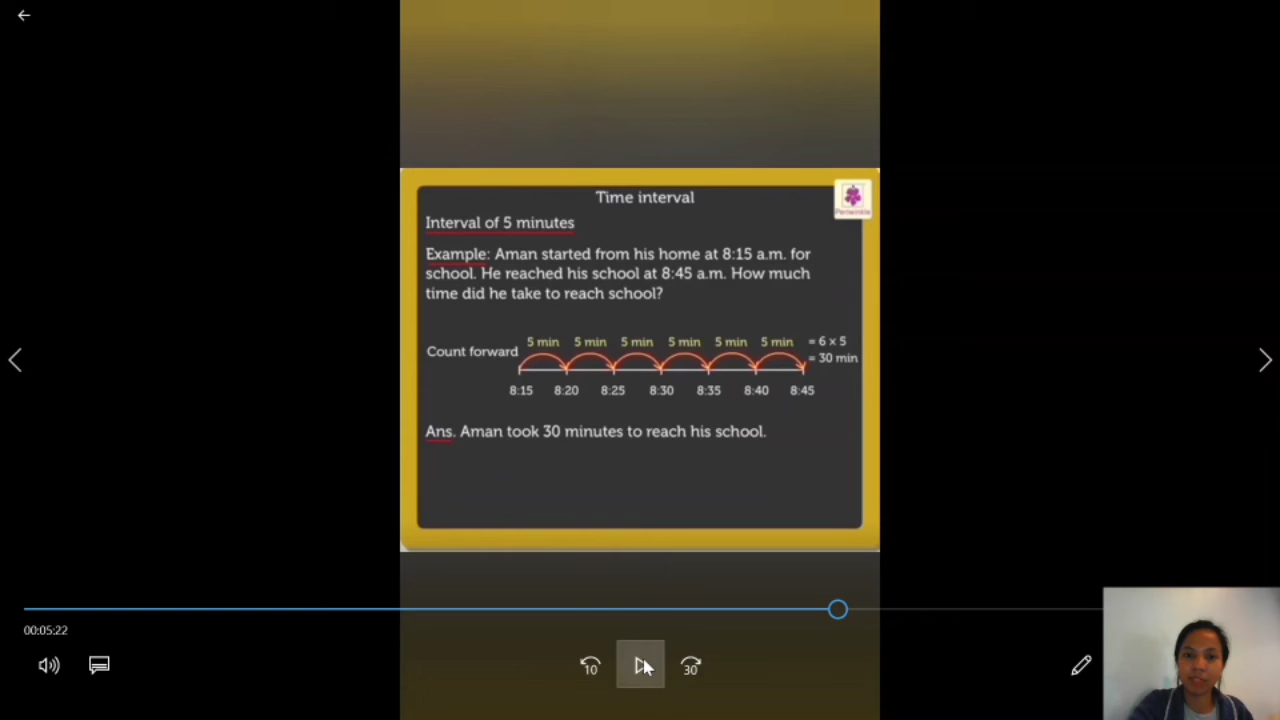 Time interval
Periwinkle
Interval of 5 minutes
Example: Aman started from his home at 8:15 a.m. for
school. He reached his school at 8:45 a.m. How much
time did he take to reach school?
5 min 5 min 5 min 5 min 5 min 5 min = 6 x 5
Count forward = 30 min
8:15 8:20 8:25 8:30 8:35 8:40 8:45
Ans. Aman took 30 minutes to reach his school.
00:05:22
10 30